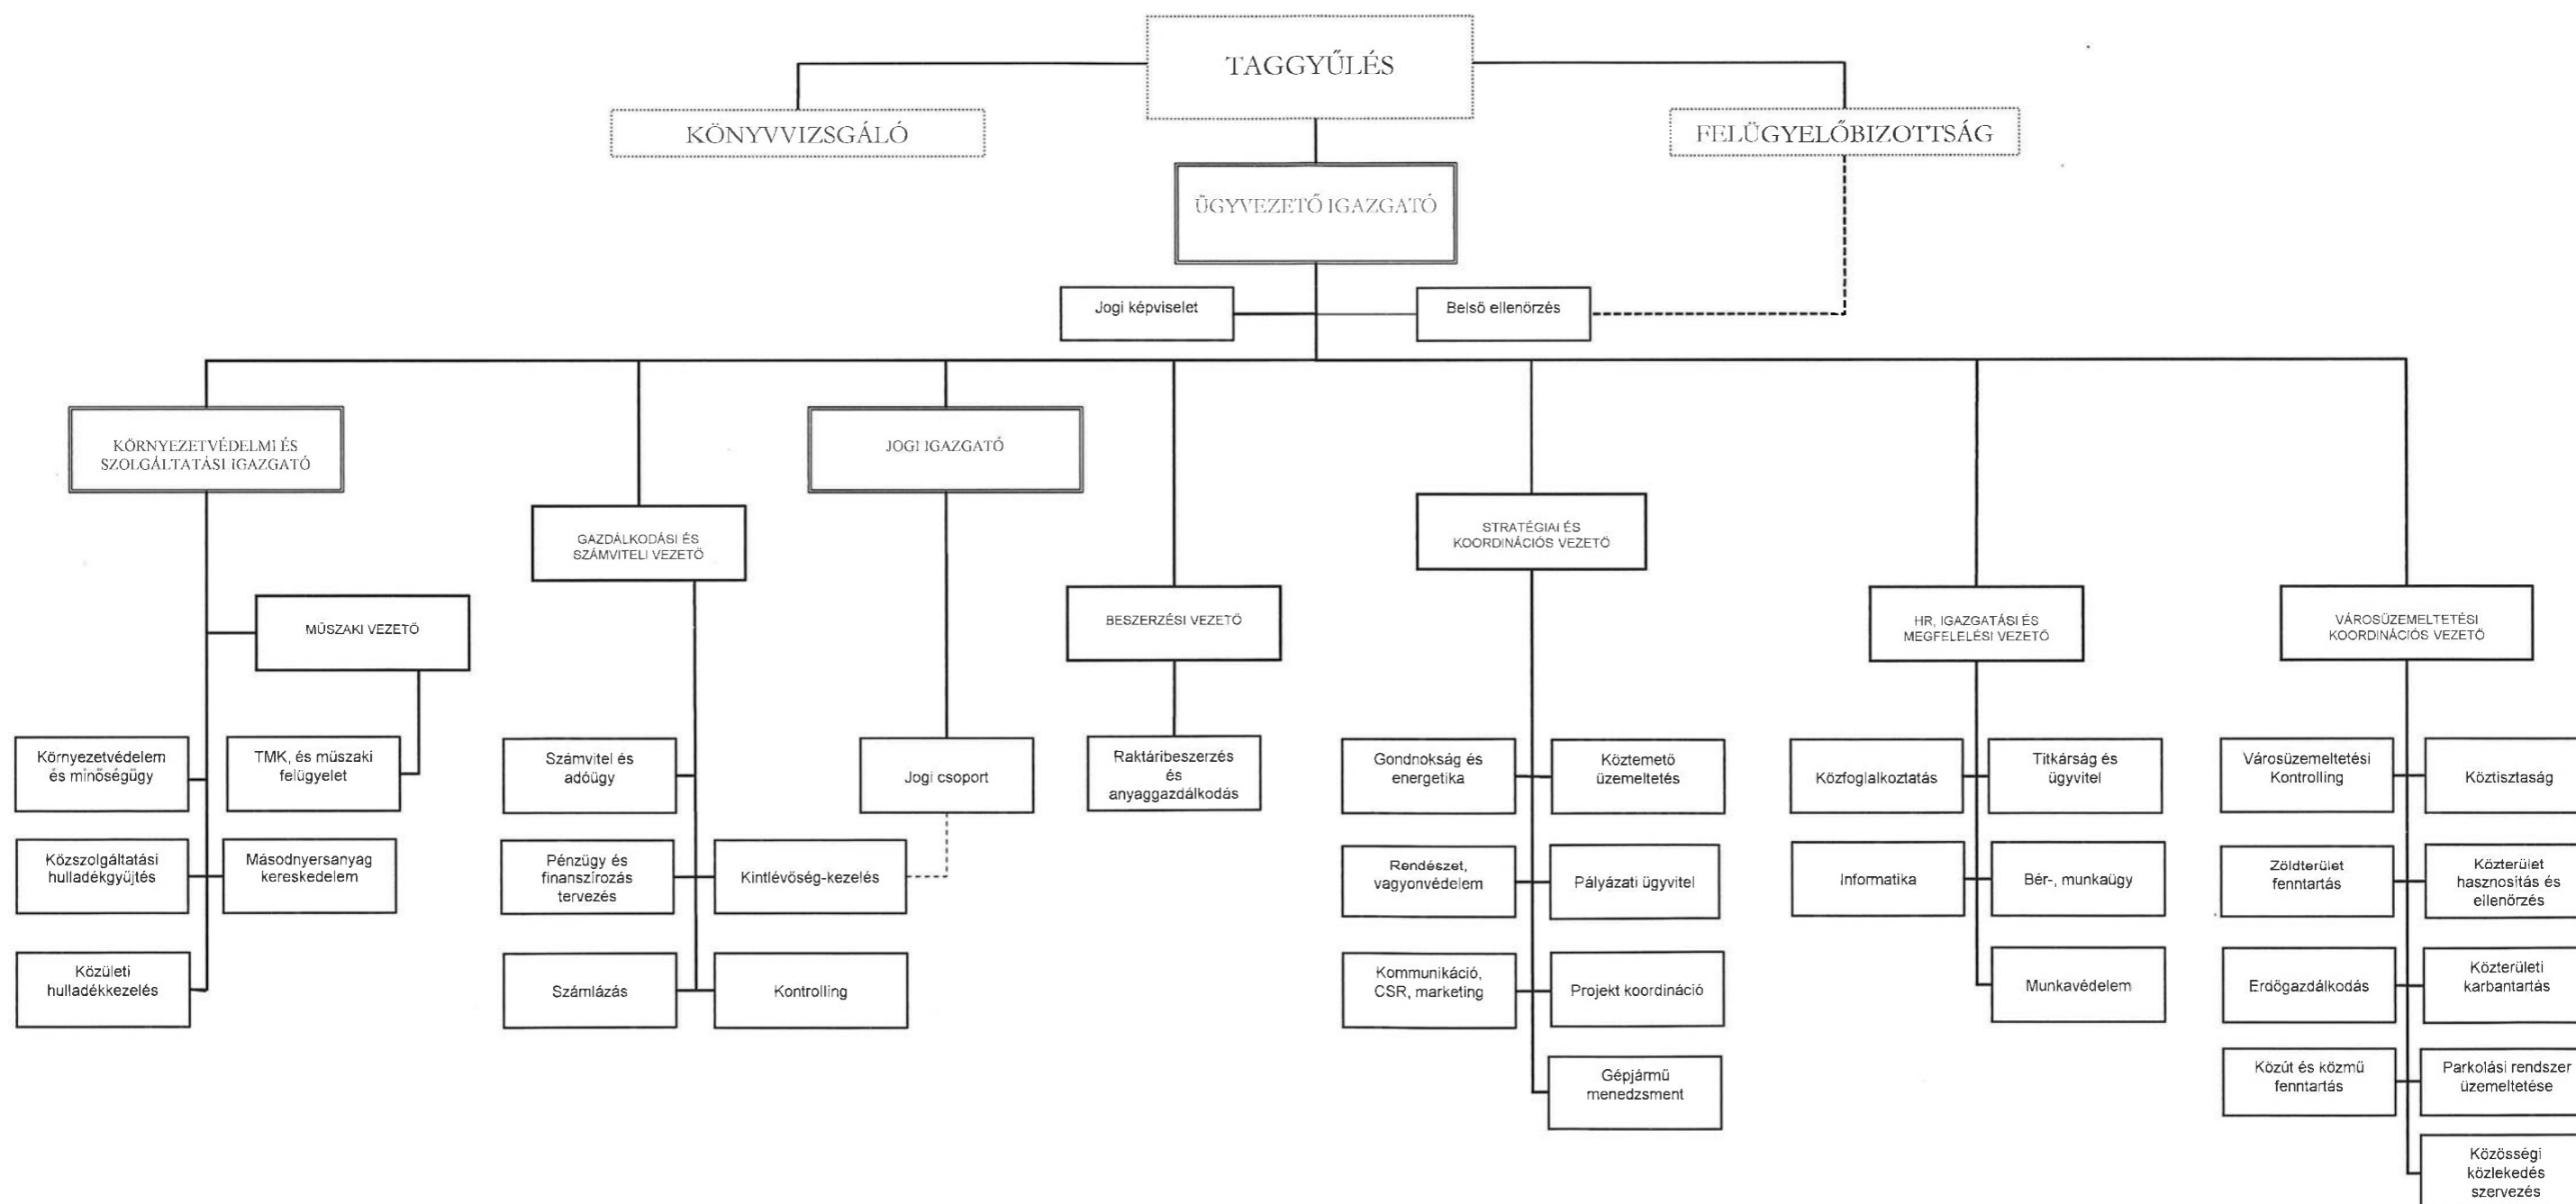 TAGGYŰLÉS
KÖNYVVIZSGÁLÓ
FELÜGYELŐBIZOTTSÁG
ÜGYVEZETŐ IGAZGATÓ
Jogi képviselet
Belső ellenőrzés
KÖRNYEZETVÉDELMI ÉS
SZOLGÁLTATÁSI IGAZGATÓ
JOGI IGAZGATÓ
GAZDÁLKODÁSI ÉS
SZÁMVITELI VEZETŐ
STRATÉGIAI ÉS
KOORDINÁCIÓS VEZETŐ
MŰSZAKI VEZETŐ
BESZERZÉSI VEZETŐ
HR, IGAZGATÁSI ÉS
MEGFELELÉSI VEZETŐ
VÁROSÜZEMELTETÉSI
KOORDINÁCIÓS VEZETŐ
Környezetvédelem
és minőségügy
TMK, és műszaki
felügyelet
Közszolgáltatási
hulladékgyűjtés
Másodnyersanyag
kereskedelem
Közületi
hulladékkezelés
Számvitel és
adóügy
Pénzügy és
finanszírozás
tervezés
Kintlévőség-kezelés
Számlázás
Kontrolling
Jogi csoport
Raktáribeszerzés
és
anyaggazdálkodás
Gondnokság és
energetika
Köztemető
üzemeltetés
Rendészet,
vagyonvédelem
Pályázati ügyvitel
Kommunikáció,
CSR, marketing
Projekt koordináció
Gépjármű
menedzsment
Közfoglalkoztatás
Titkárság és
ügyvitel
Informatika
Bér-, munkaügy
Munkavédelem
Városüzemeltetési
Kontrolling
Köztisztaság
Zöldterület
fenntartás
Közterület
hasznosítás és
ellenőrzés
Erdőgazdálkodás
Közterületi
karbantartás
Közút és közmű
fenntartás
Parkolási rendszer
üzemeltetése
Közösségi
közlekedés
szervezés